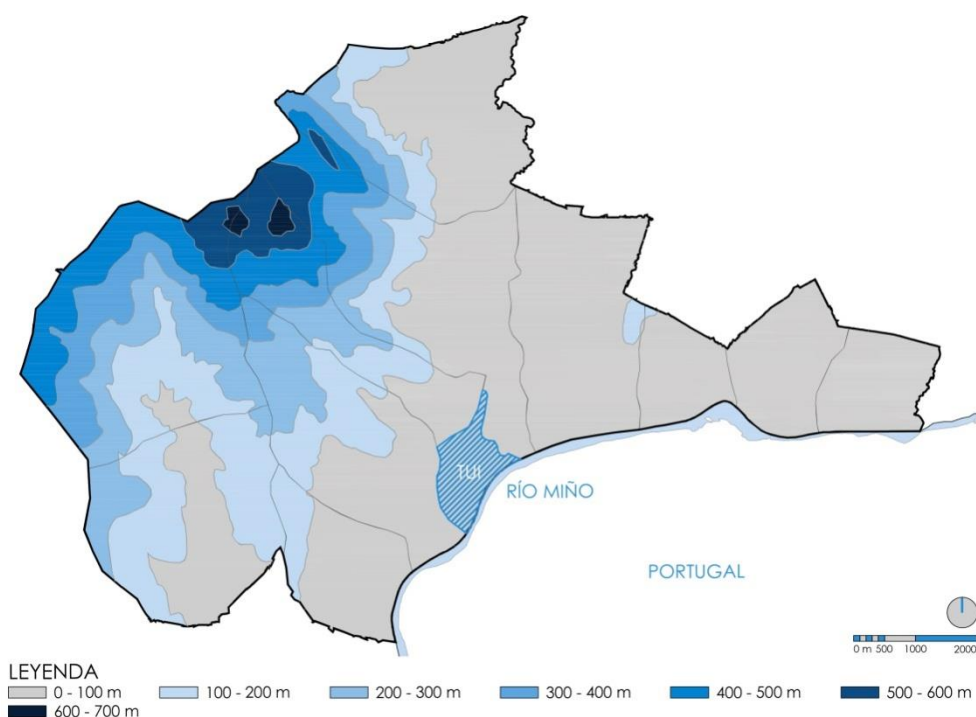 TUI
RÍO MIÑO
PORTUGAL
0 m 500 1000 2000
LEYENDA
0 - 100 m 100 - 200 m 200 - 300 m 300 - 400 m 400 - 500 m 500 - 600 m
600 - 700 m